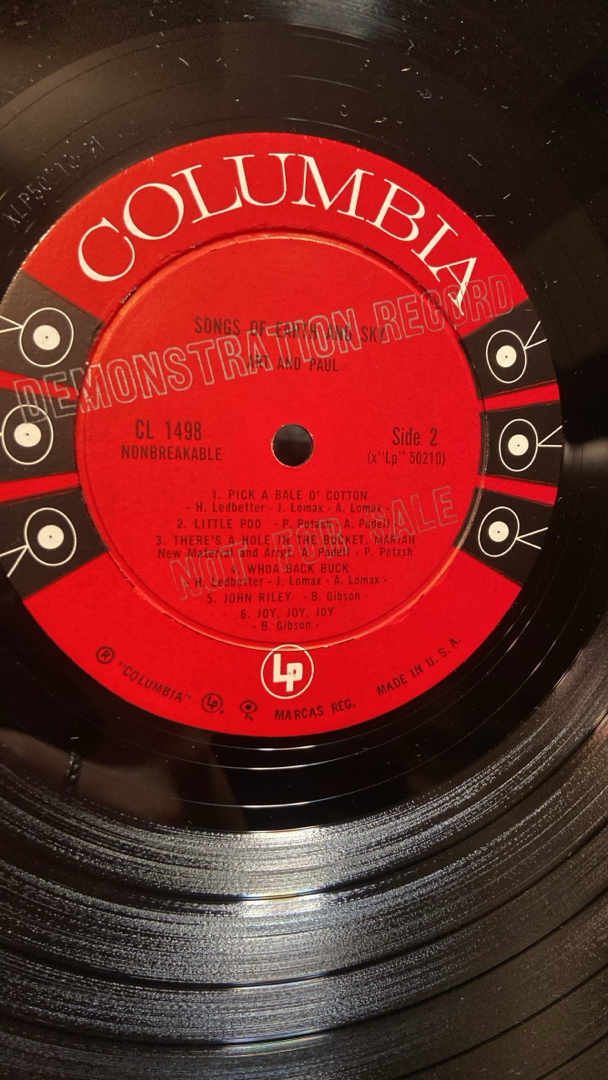 COLUMBIA
DEMONSTRATION RECORD
SONGS OF EARTH AND SKY
ART AND PAUL
CL 1498
NONBREAKABLE
Side 2
(x"Lp" 50210)
1. PICK A BALE O' COTTON
- H. Ledbetter - J. Lomax - A. Lomax -
2. LITTLE POO - P. Potash - A. Podell -
3. THERE'S A HOLE IN THE BUCKET, MARIAH
New Material and Arrgt. A. Podell - P. Potash
4. WHOA BACK BUCK
H. Ledbetter - J. Lomax - A. Lomax -
5. JOHN RILEY - B. Gibson -
6. JOY, JOY, JOY
- B. Gibson -
NOT FOR SALE
LP
® "COLUMBIA" LP. MARCAS REG. MADE IN U. S. A.